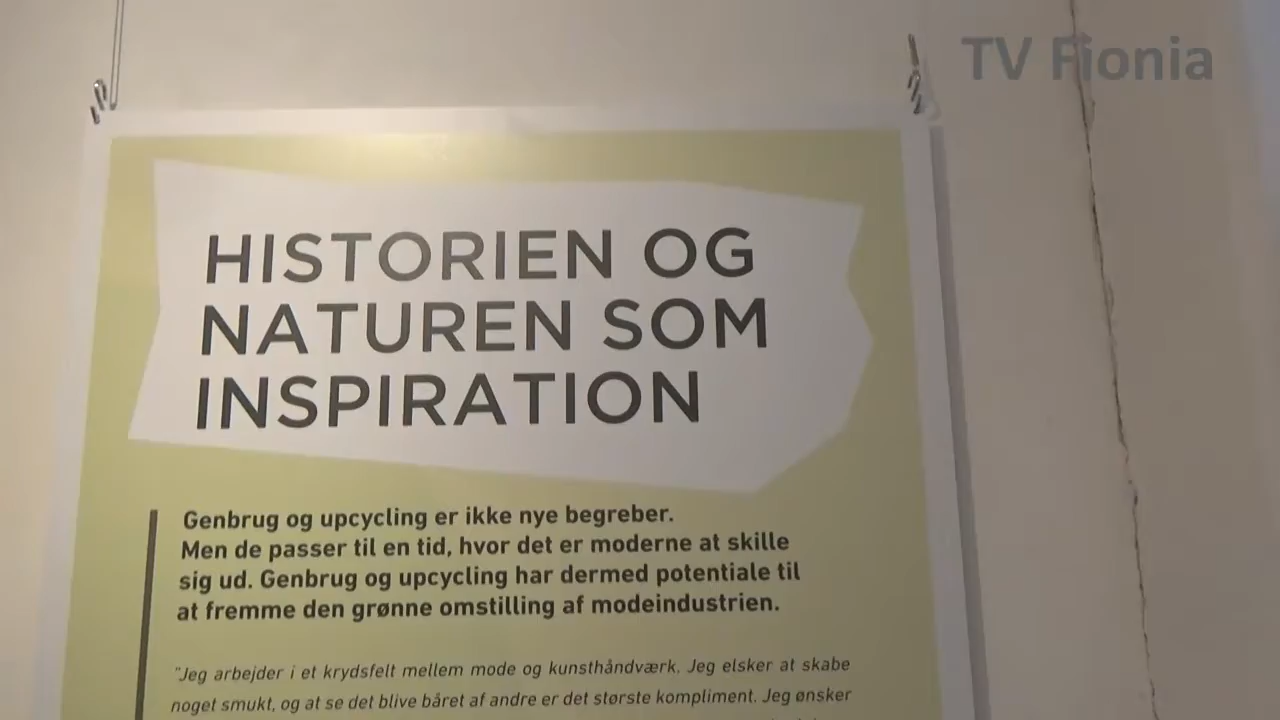 TV Fionia
HISTORIEN OG
NATUREN SOM
INSPIRATION
Genbrug og upcycling er ikke nye begreber.
Men de passer til en tid, hvor det er moderne at skille
sig ud. Genbrug og upcycling har dermed potentiale til
at fremme den grønne omstilling af modeindustrien.
"Jeg arbejder i et krydsfelt mellem mode og kunsthåndværk. Jeg elsker at skabe
noget smukt, og at se det blive båret af andre er det største kompliment. Jeg ønsker